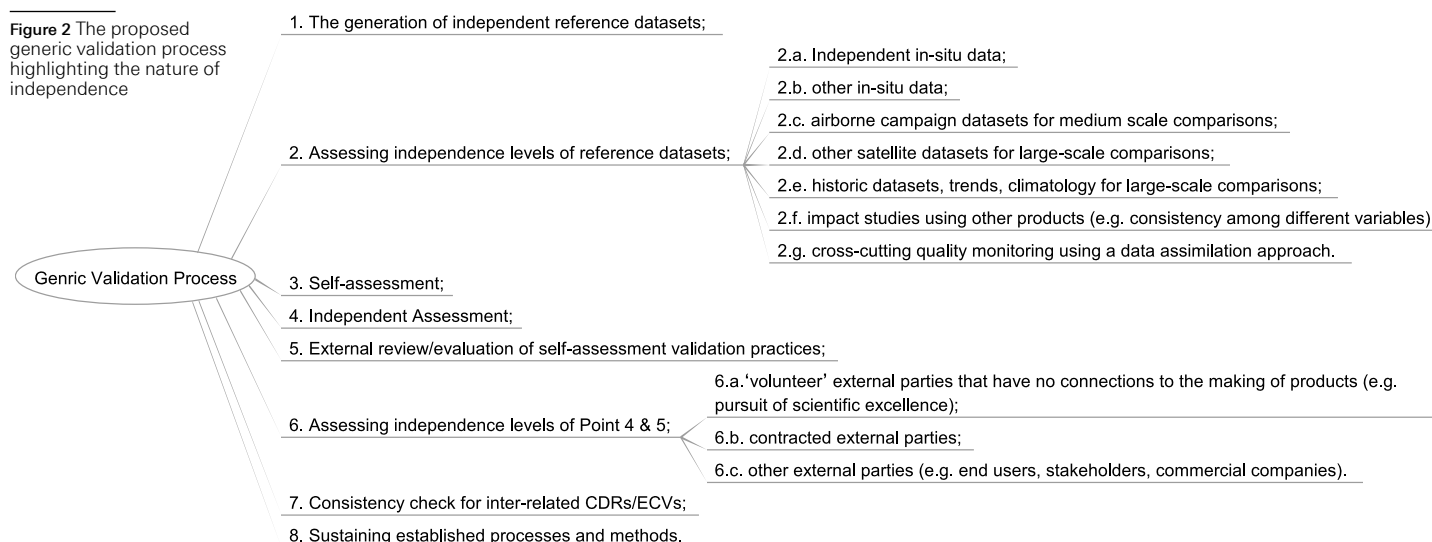 Figure 2 The proposed
generic validation process
highlighting the nature of
independence
1. The generation of independent reference datasets;
2. Assessing independence levels of reference datasets;
2.a. Independent in-situ data;
2.b. other in-situ data;
2.c. airborne campaign datasets for medium scale comparisons;
2.d. other satellite datasets for large-scale comparisons;
2.e. historic datasets, trends, climatology for large-scale comparisons;
2.f. impact studies using other products (e.g. consistency among different variables)
2.g. cross-cutting quality monitoring using a data assimilation approach.
Genric Validation Process
3. Self-assessment;
4. Independent Assessment;
5. External review/evaluation of self-assessment validation practices;
6. Assessing independence levels of Point 4 & 5;
6.a.‘volunteer’ external parties that have no connections to the making of products (e.g.
pursuit of scientific excellence);
6.b. contracted external parties;
6.c. other external parties (e.g. end users, stakeholders, commercial companies).
7. Consistency check for inter-related CDRs/ECVs;
8. Sustaining established processes and methods.